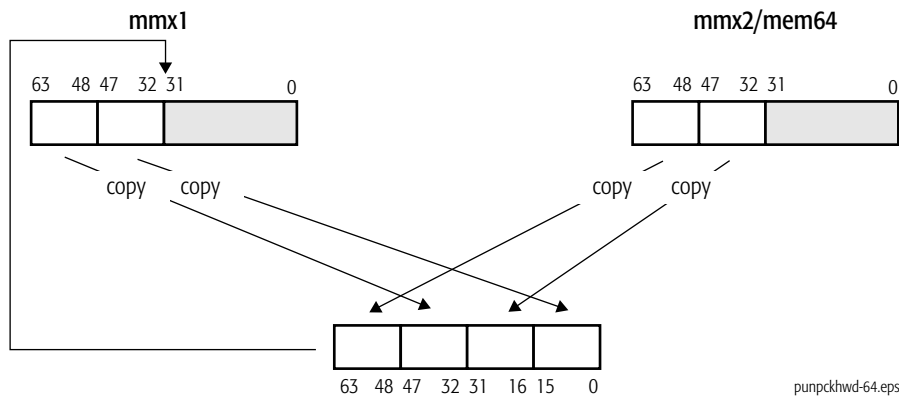 mmx1 mmx2/mem64
63 48 47 32 31 0 63 48 47 32 31 0
copy copy copy copy
63 48 47 32 31 16 15 0
punpckhwd-64.eps